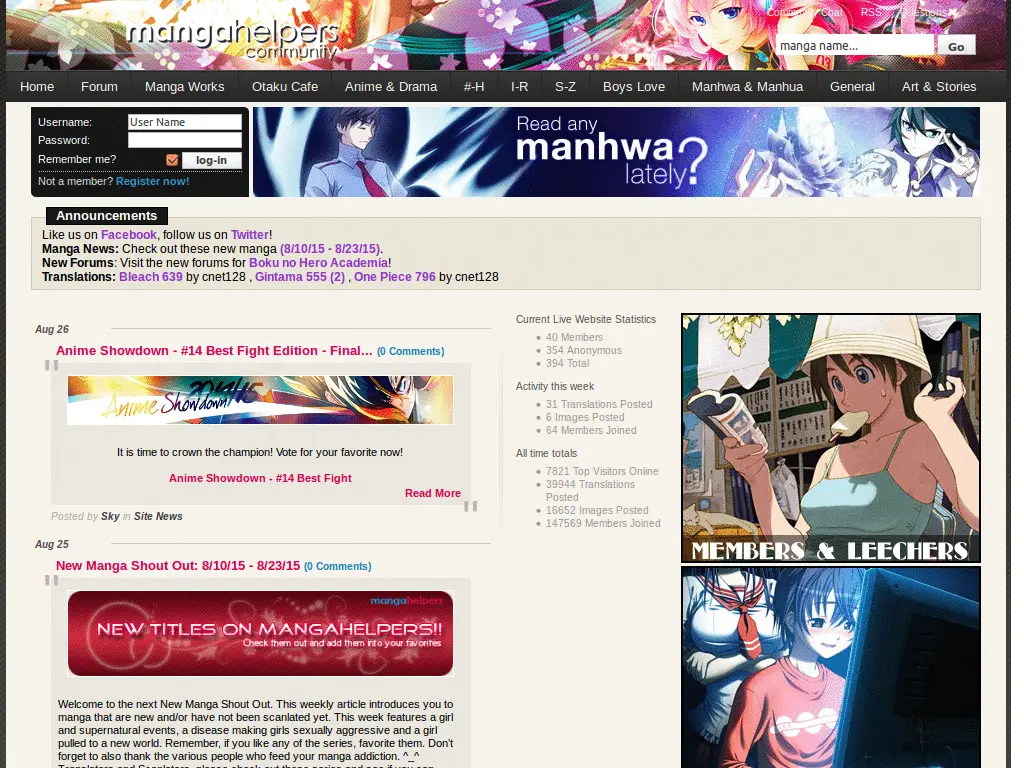 Community Chat RSS Questions
mangahelpers
community
manga name... Go
Home Forum Manga Works Otaku Cafe Anime & Drama #-H I-R S-Z Boys Love Manhwa & Manhua General Art & Stories
Username: User Name
Password:
Remember me? log-in
Not a member? Register now!
Read any
manhwa
lately?
Announcements
Like us on Facebook, follow us on Twitter!
Manga News: Check out these new manga (8/10/15 - 8/23/15).
New Forums: Visit the new forums for Boku no Hero Academia!
Translations: Bleach 639 by cnet128 , Gintama 555 (2) , One Piece 796 by cnet128
Aug 26
Anime Showdown - #14 Best Fight Edition - Final... (0 Comments)
Anime Showdown
It is time to crown the champion! Vote for your favorite now!
Anime Showdown - #14 Best Fight
Read More
Posted by Sky in Site News
Aug 25
New Manga Shout Out: 8/10/15 - 8/23/15 (0 Comments)
mangahelpers
NEW TITLES ON MANGAHELPERS!!
Check them out and add them into your favorites
Welcome to the next New Manga Shout Out. This weekly article introduces you to
manga that are new and/or have not been scanlated yet. This week features a girl
and supernatural events, a disease making girls sexually aggressive and a girl
pulled to a new world. Remember, if you like any of the series, favorite them. Don't
forget to also thank the various people who feed your manga addiction. ^_^
Current Live Website Statistics
40 Members
354 Anonymous
394 Total
Activity this week
31 Translations Posted
6 Images Posted
64 Members Joined
All time totals
7821 Top Visitors Online
39944 Translations
Posted
16652 Images Posted
147569 Members Joined
MEMBERS & LEECHERS